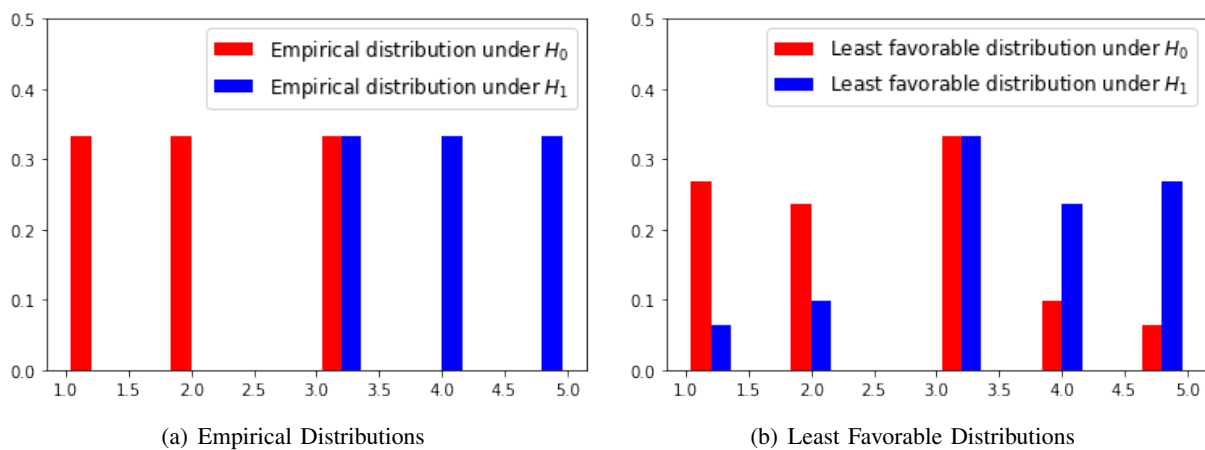 0.5
0.4
0.3
0.2
0.1
0.0
1.0 1.5 2.0 2.5 3.0 3.5 4.0 4.5 5.0
Empirical distribution under H₀
Empirical distribution under H₁
(a) Empirical Distributions
0.5
0.4
0.3
0.2
0.1
0.0
1.0 1.5 2.0 2.5 3.0 3.5 4.0 4.5 5.0
Least favorable distribution under H₀
Least favorable distribution under H₁
(b) Least Favorable Distributions